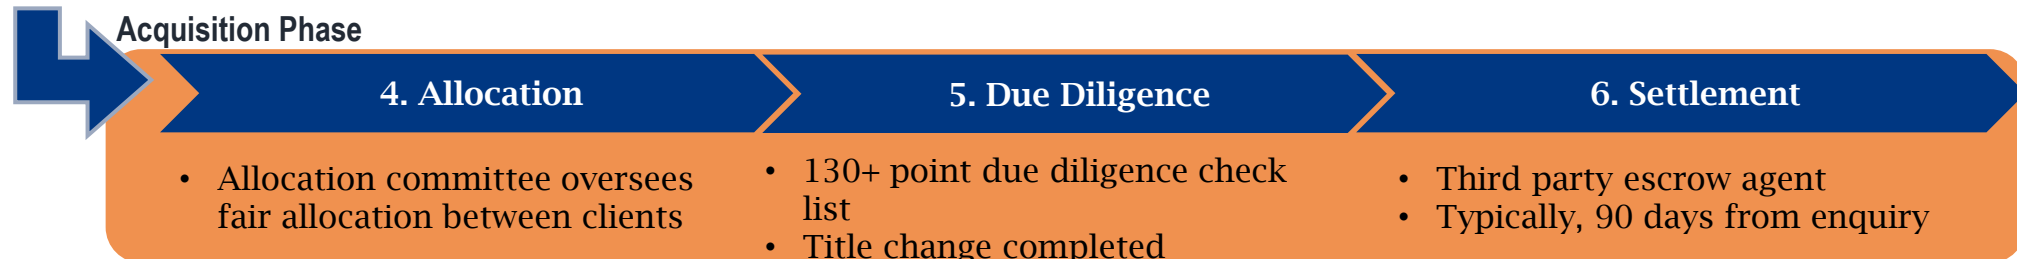 Acquisition Phase
4. Allocation
5. Due Diligence
6. Settlement
• Allocation committee oversees
fair allocation between clients
• 130+ point due diligence check
list
• Title change completed
• Third party escrow agent
• Typically, 90 days from enquiry